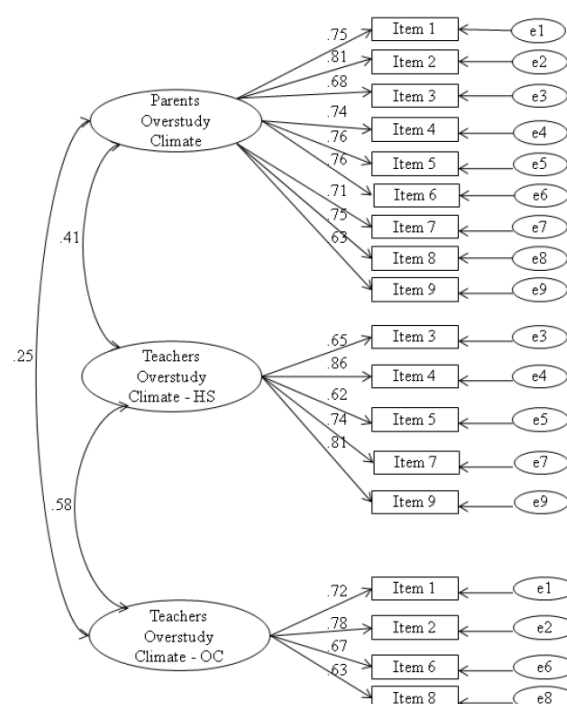 .75 Item 1 e1
.81 Item 2 e2
.68 Item 3 e3
Parents
Overstudy
Climate
.74 Item 4 e4
.76 Item 5 e5
.76 Item 6 e6
.71 Item 7 e7
.75 Item 8 e8
.63 Item 9 e9
.41
.25
.65 Item 3 e3
Teachers
Overstudy
Climate - HS
.86 Item 4 e4
.62 Item 5 e5
.74 Item 7 e7
.81 Item 9 e9
.58
.72 Item 1 e1
Teachers
Overstudy
Climate - OC
.78 Item 2 e2
.67 Item 6 e6
.63 Item 8 e8